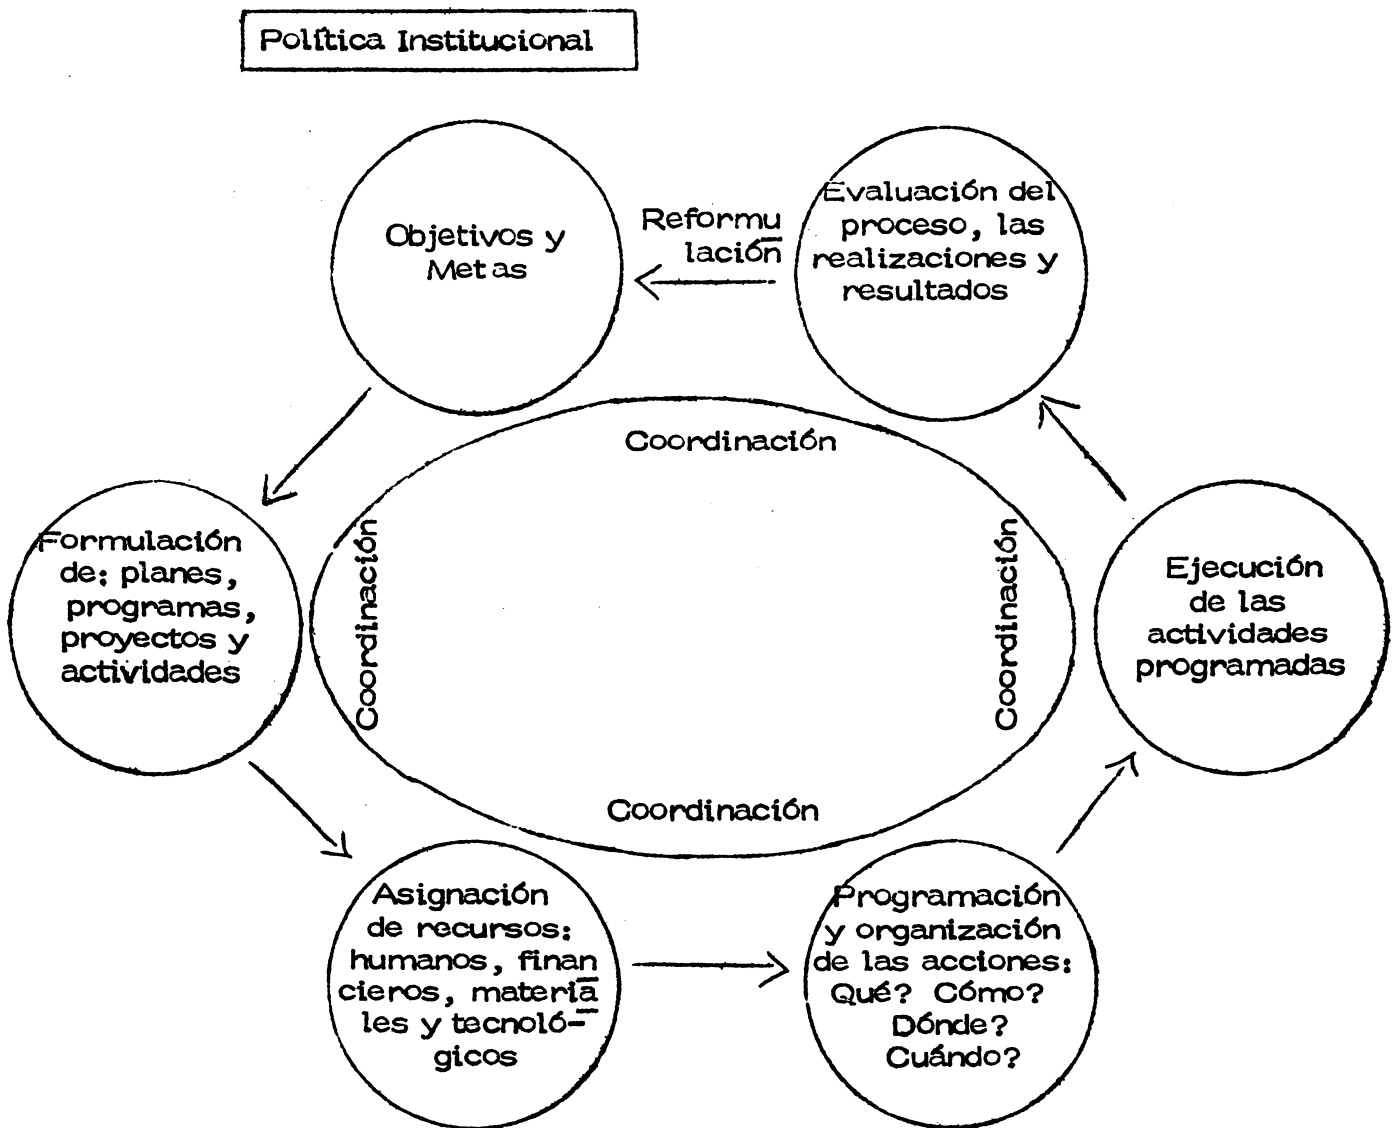 Política Institucional
Objetivos y
Metas
Reformu
lación
Evaluación del
proceso, las
realizaciones y
resultados
Coordinación
Formulación
de; planes,
programas,
proyectos y
actividades
Coordinación
Coordinación
Ejecución
de las
actividades
programadas
Coordinación
Asignación
de recursos:
humanos, finan
cieros, materia
les y tecnoló-
gicos
Programación
y organización
de las acciones:
Qué? Cómo?
Dónde?
Cuándo?